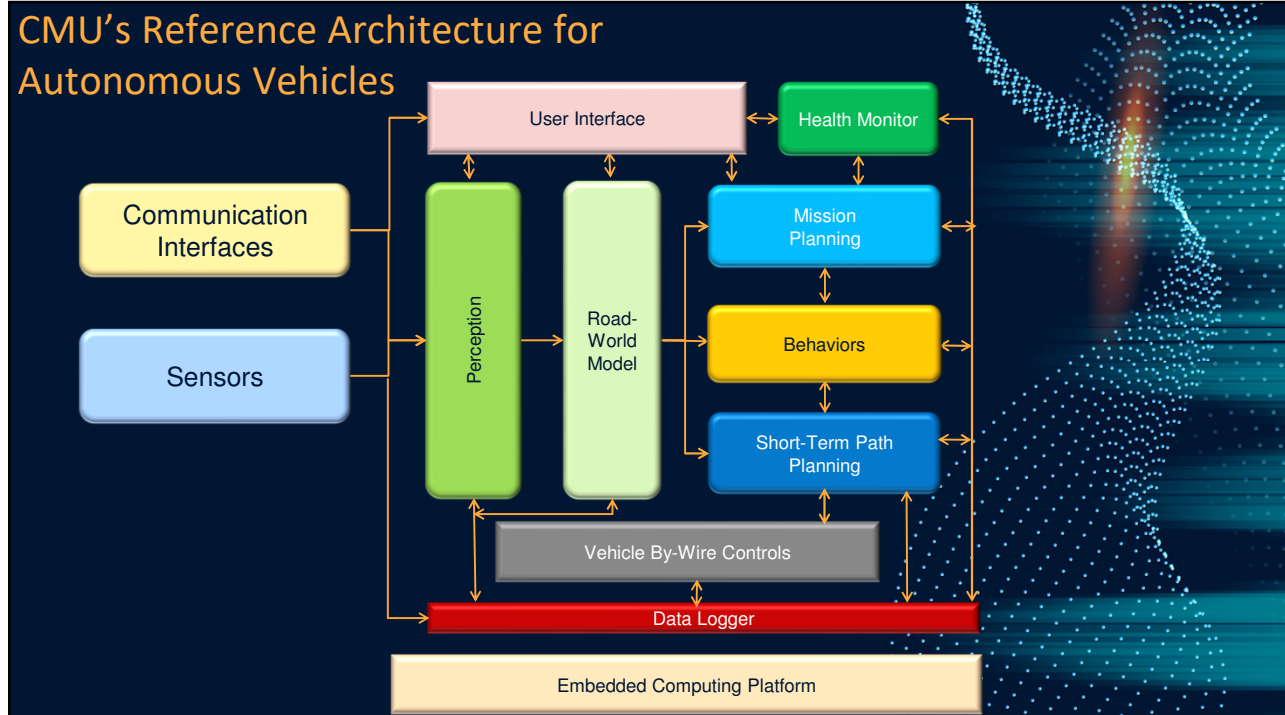 CMU's Reference Architecture for
Autonomous Vehicles
User Interface
Health Monitor
Communication
Interfaces
Sensors
Perception
Road-
World
Model
Mission
Planning
Behaviors
Short-Term Path
Planning
Vehicle By-Wire Controls
Data Logger
Embedded Computing Platform